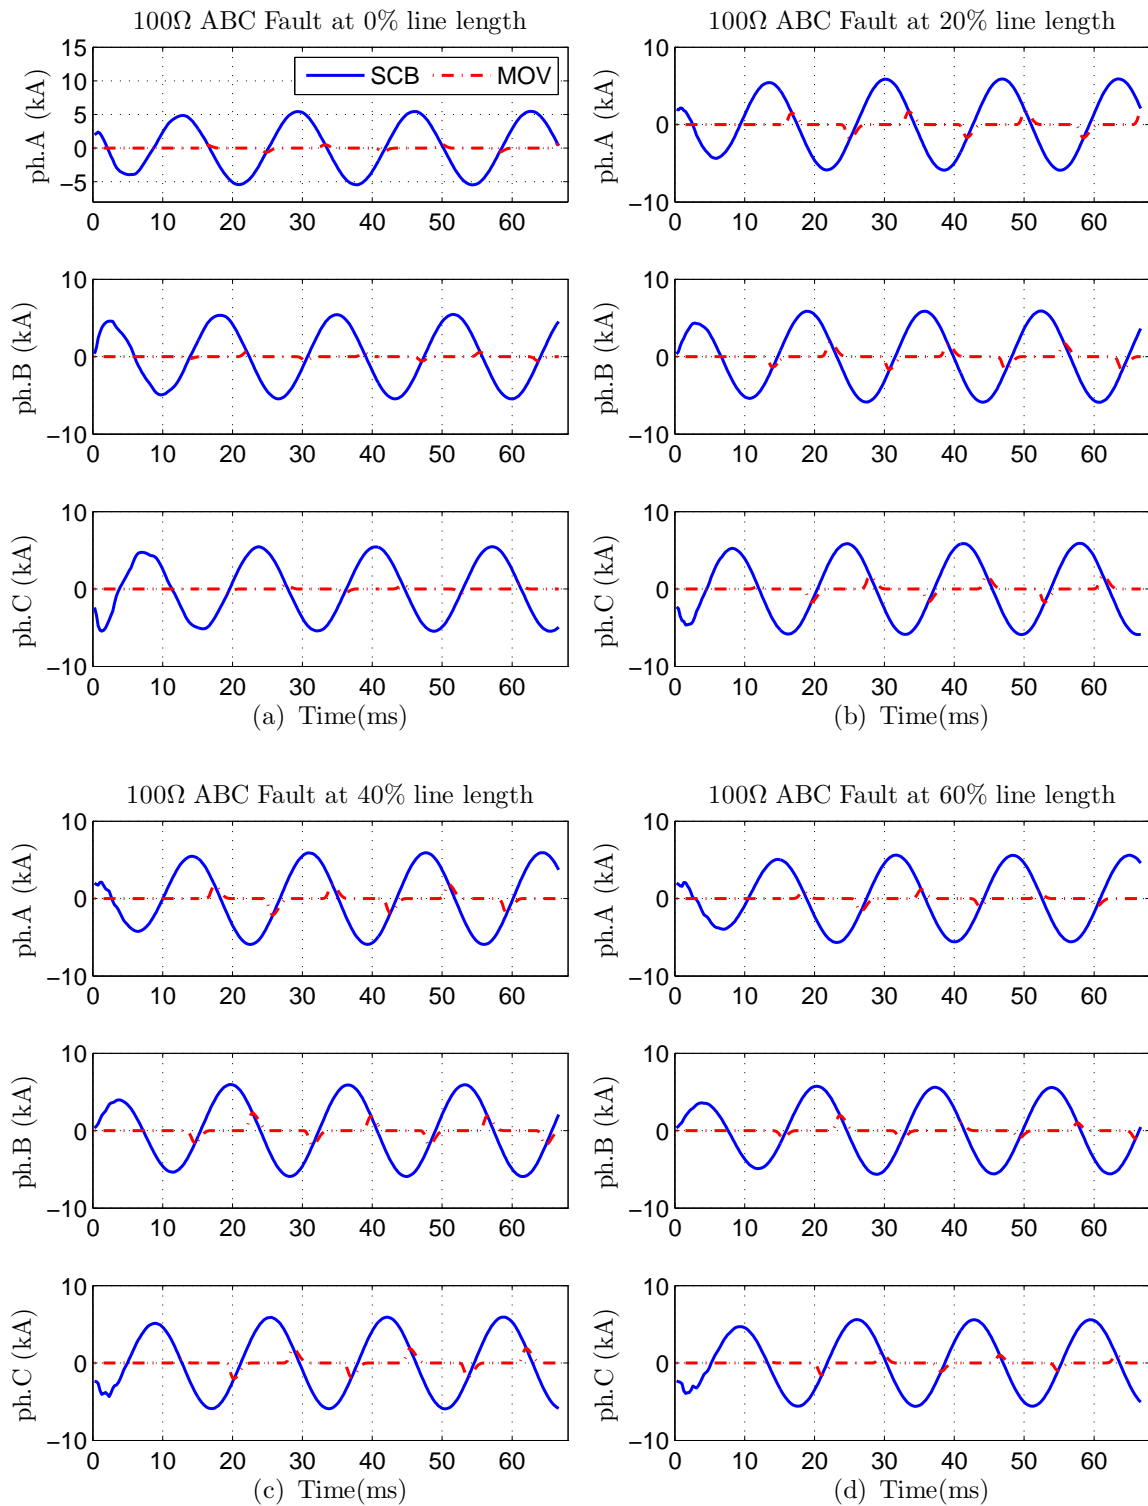 100Ω ABC Fault at 0% line length
15
10
5
0
−5
ph.A (kA)
SCB
MOV
0 10 20 30 40 50 60
10
0
−10
ph.B (kA)
0 10 20 30 40 50 60
10
0
−10
ph.C (kA)
0 10 20 30 40 50 60
(a) Time(ms)
100Ω ABC Fault at 20% line length
10
0
−10
ph.A (kA)
0 10 20 30 40 50 60
10
0
−10
ph.B (kA)
0 10 20 30 40 50 60
10
0
−10
ph.C (kA)
0 10 20 30 40 50 60
(b) Time(ms)
100Ω ABC Fault at 40% line length
10
0
−10
ph.A (kA)
0 10 20 30 40 50 60
10
0
−10
ph.B (kA)
0 10 20 30 40 50 60
10
0
−10
ph.C (kA)
0 10 20 30 40 50 60
(c) Time(ms)
100Ω ABC Fault at 60% line length
10
0
−10
ph.A (kA)
0 10 20 30 40 50 60
10
0
−10
ph.B (kA)
0 10 20 30 40 50 60
10
0
−10
ph.C (kA)
0 10 20 30 40 50 60
(d) Time(ms)